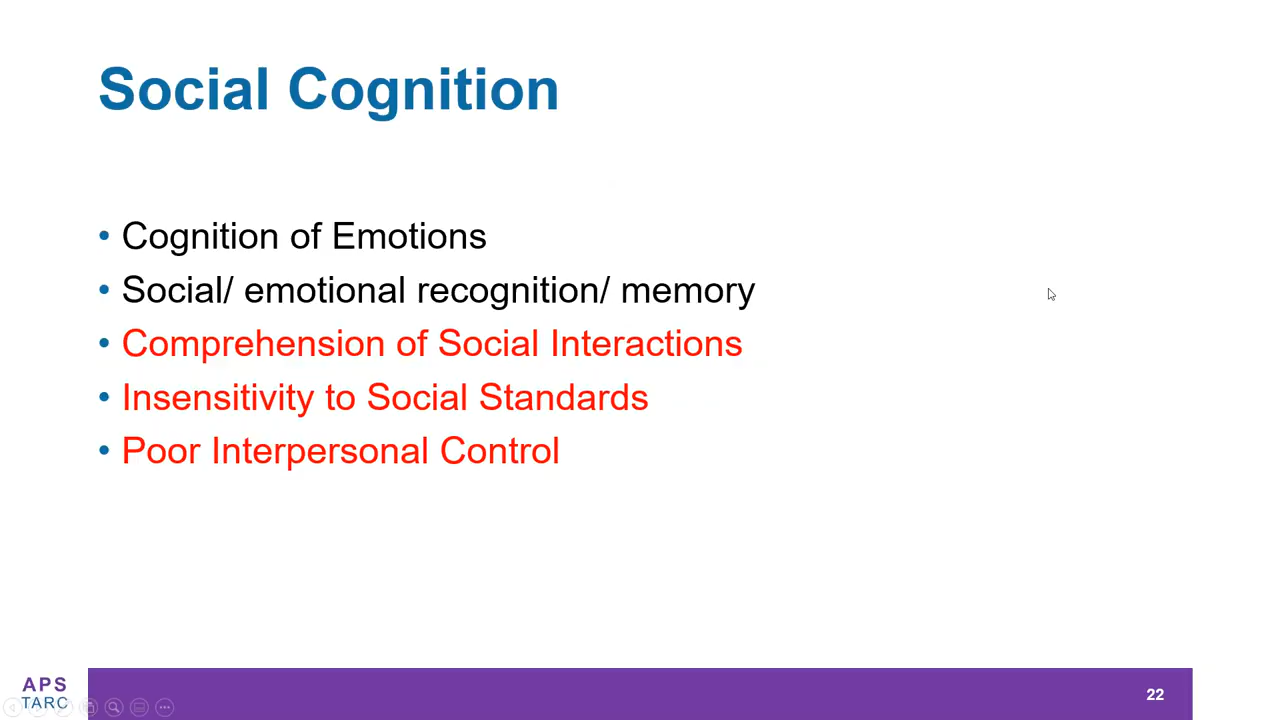 Social Cognition
• Cognition of Emotions
• Social/ emotional recognition/ memory
• Comprehension of Social Interactions
• Insensitivity to Social Standards
• Poor Interpersonal Control
APS
TARC
22